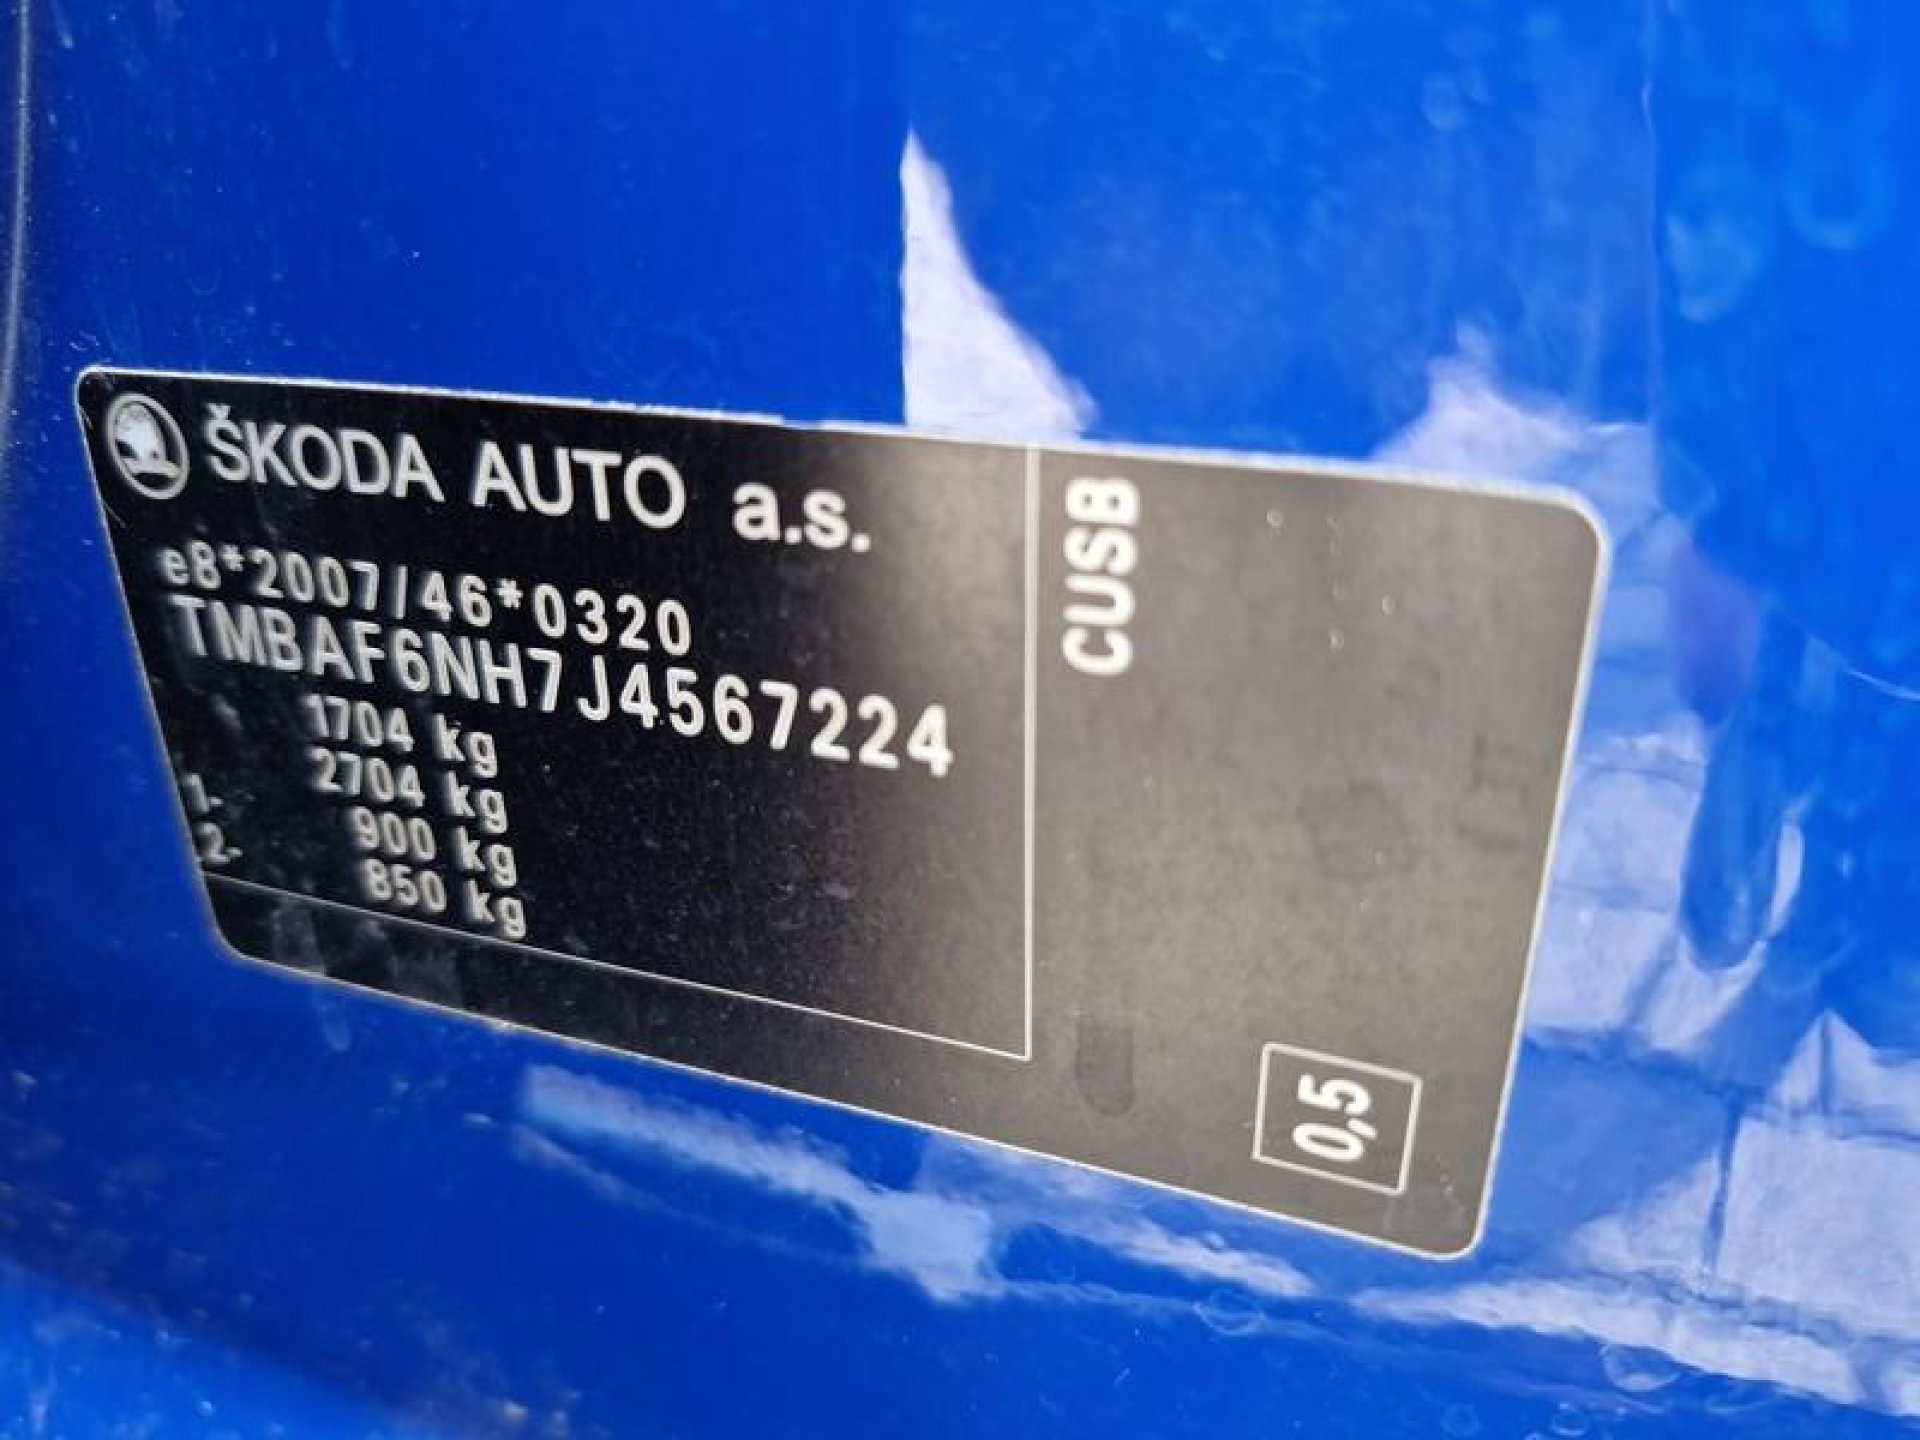 ŠKODA AUTO a.s.
e8*2007/46*0320
TMBAF6NH7J4567224
1704 kg
2704 kg
1- 900 kg
2- 850 kg
CUSB
0,5